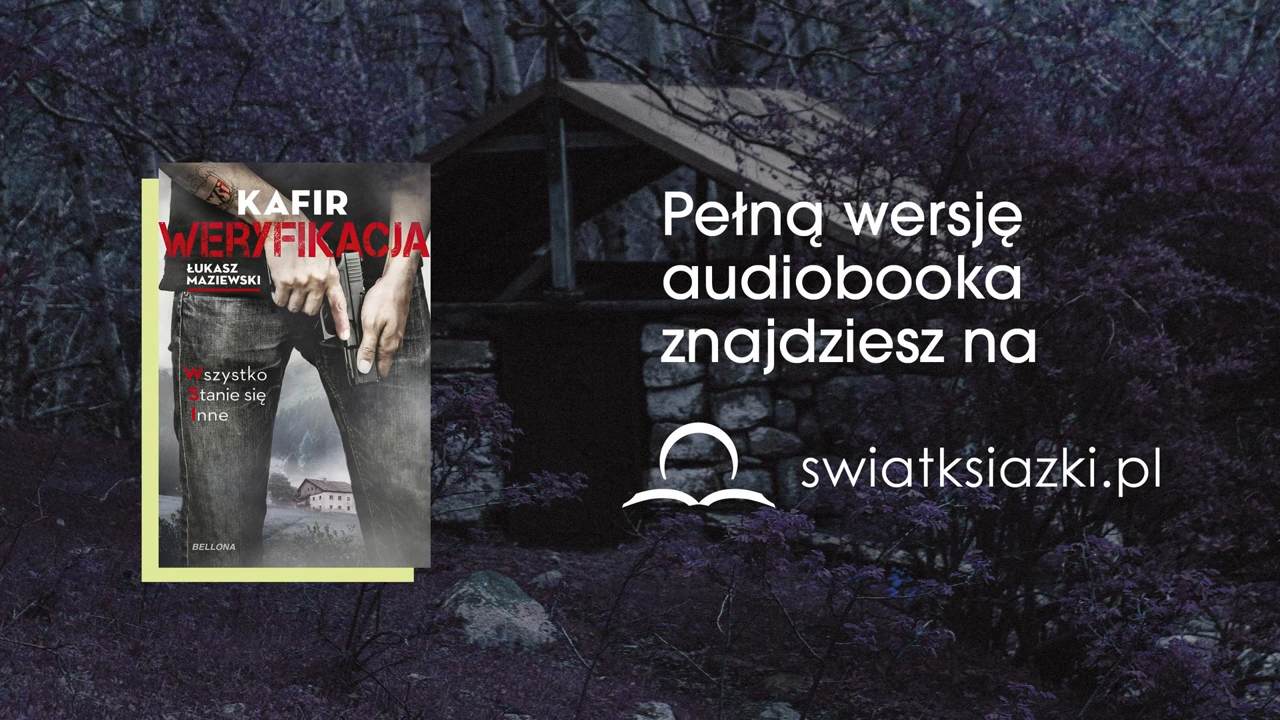 KAFIR
WERYFIKACJA
ŁUKASZ
MAZIEWSKI
Wszystko
Stanie się
Inne
BELLONA
Pełną wersję
audiobooka
znajdziesz na
swiatksiazki.pl